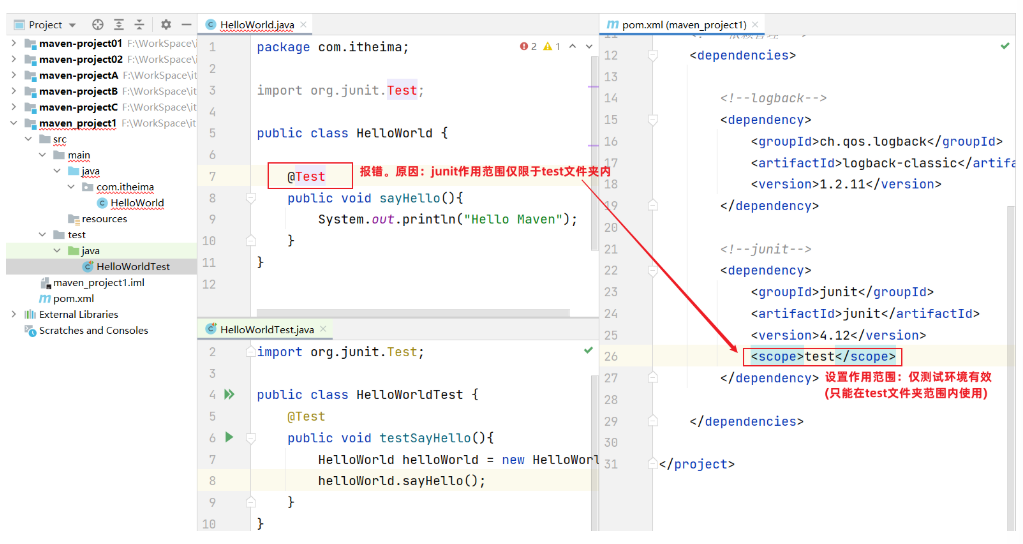 Project
maven-project01 F:\WorkSpace\i
maven-project02 F:\WorkSpace\i
maven-projectA F:\WorkSpace\it
maven-projectB F:\WorkSpace\it
maven-projectC F:\WorkSpace\it
maven_project1 F:\WorkSpace\it
src
main
java
com.itheima
HelloWorld
resources
test
java
HelloWorldTest
maven_project1.iml
pom.xml
External Libraries
Scratches and Consoles
HelloWorld.java
2 1
1 package com.itheima;
2
3 import org.junit.Test;
4
5 public class HelloWorld {
6
7 @Test
报错。原因：junit作用范围仅限于test文件夹内
8 public void sayHello(){
9 System.out.println("Hello Maven");
10 }
11 }
12
HelloWorldTest.java
2 import org.junit.Test;
3
4 public class HelloWorldTest {
5 @Test
6 public void testSayHello(){
7 HelloWorld helloWorld = new HelloWorl
8 helloWorld.sayHello();
9 }
10 }
pom.xml (maven_project1)
12 <dependencies>
13
14 <!--logback-->
15 <dependency>
16 <groupId>ch.qos.logback</groupId>
17 <artifactId>logback-classic</artifa
18 <version>1.2.11</version>
19 </dependency>
20
21 <!--junit-->
22 <dependency>
23 <groupId>junit</groupId>
24 <artifactId>junit</artifactId>
25 <version>4.12</version>
26 <scope>test</scope>
27 </dependency>
设置作用范围：仅测试环境有效
(只能在test文件夹范围内使用)
28
29 </dependencies>
30
31 </project>